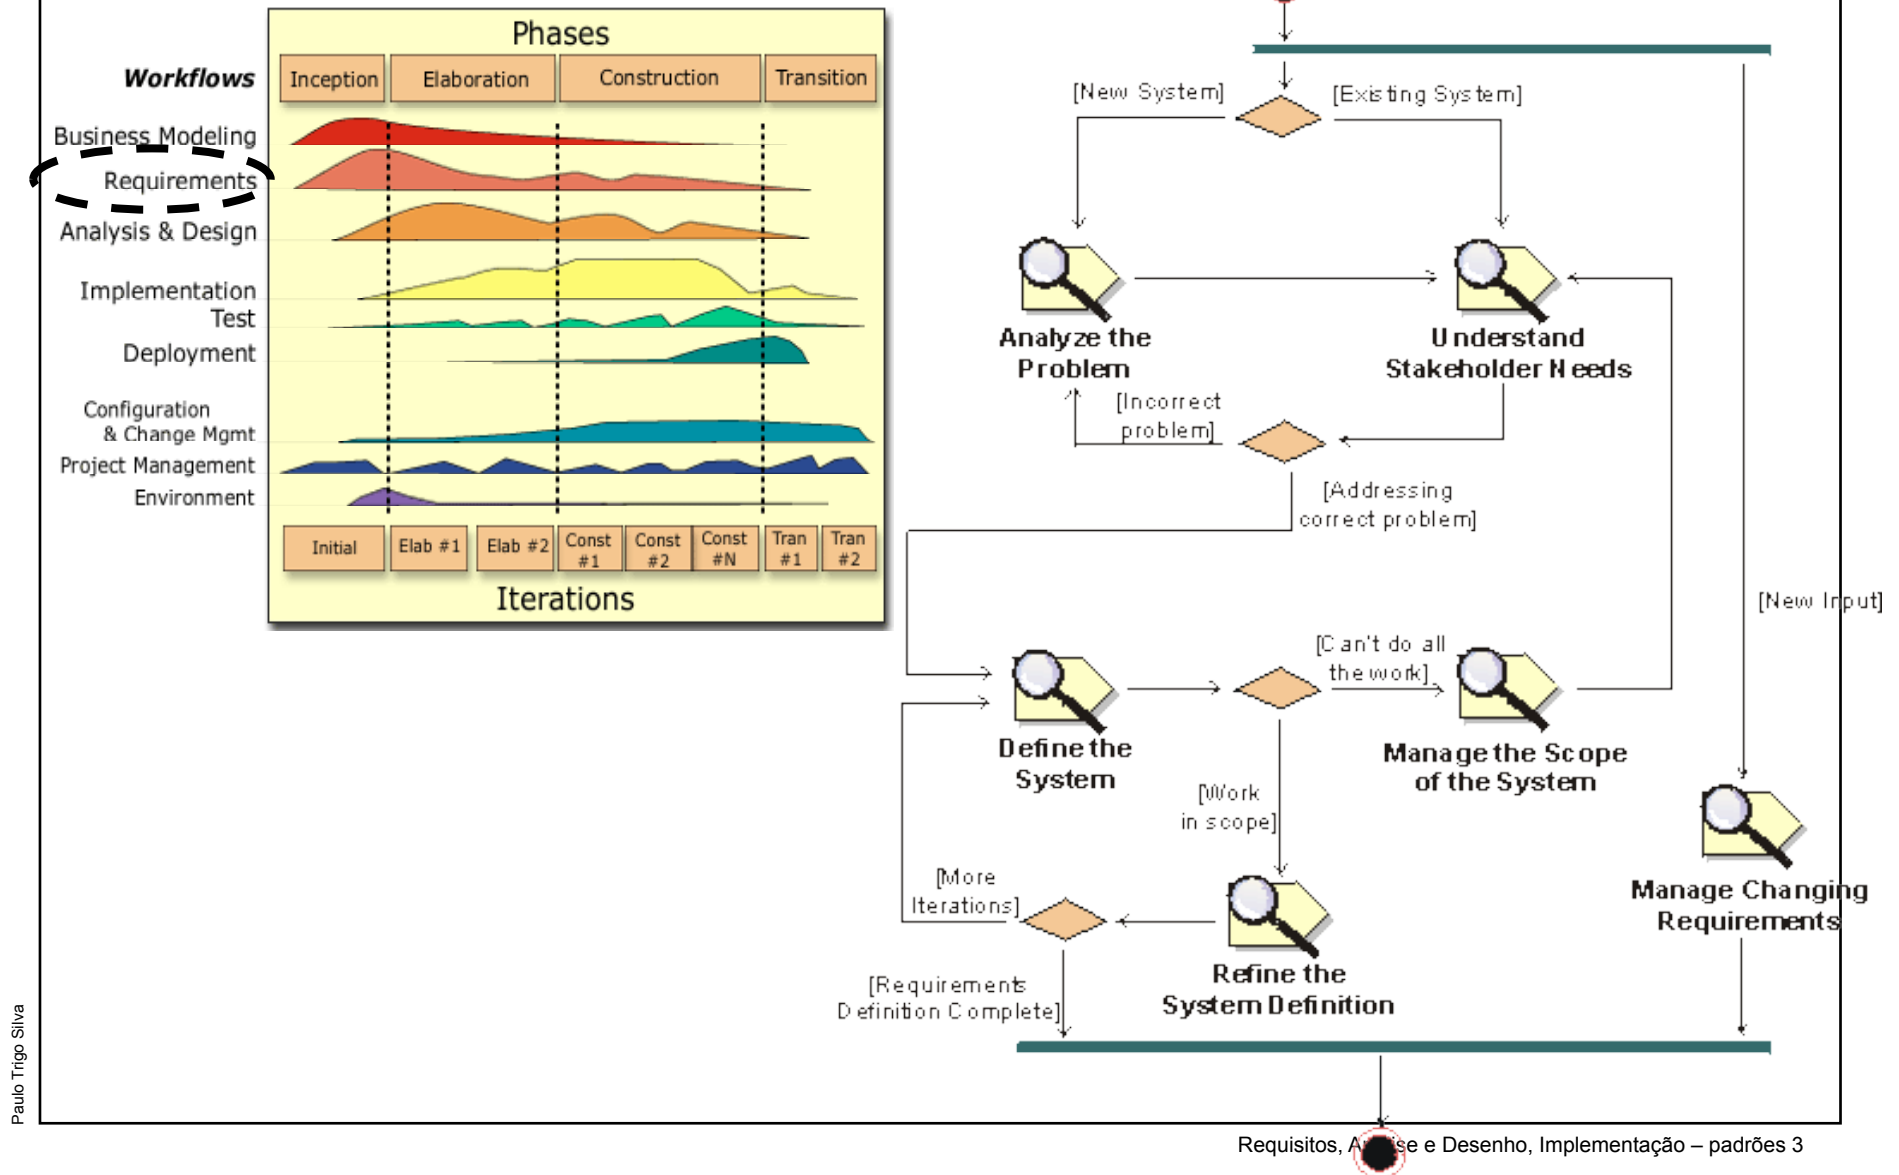 Phases
Workflows
Inception
Elaboration
Construction
Transition
Business Modeling
Requirements
Analysis & Design
Implementation
Test
Deployment
Configuration
& Change Mgmt
Project Management
Environment
Initial
Elab #1
Elab #2
Const
#1
Const
#2
Const
#N
Tran
#1
Tran
#2
Iterations
[New System]
[Existing System]
Analyze the
Problem
Understand
Stakeholder Needs
[Incorrect
problem]
[Addressing
correct problem]
[New Input]
[Can't do all
the work]
Define the
System
Manage the Scope
of the System
[Work
in scope]
[More
Iterations]
Manage Changing
Requirements
Refine the
System Definition
[Requirements
Definition Complete]
Paulo Trigo Silva
Requisitos, Análise e Desenho, Implementação – padrões 3